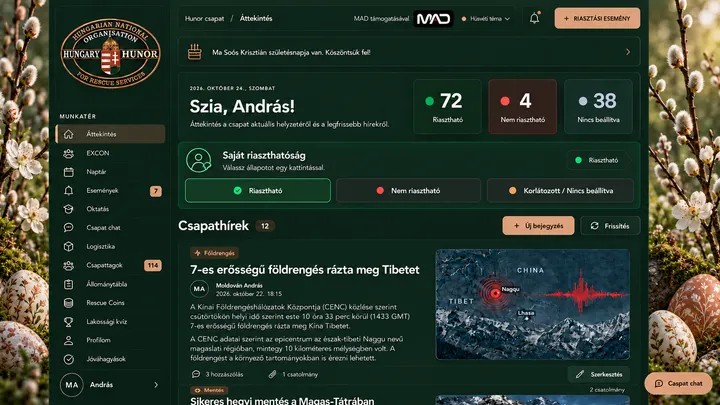 HUNGARIAN NATIONAL
ORGANISATION
HUNGARY HUNOR
FOR RESCUE SERVICES
Hunor csapat / Áttekintés
MAD támogatásával MAD Húsvéti téma
+ RIASZTÁSI ESEMÉNY
Ma Soós Krisztián születésnapja van. Köszöntsük fel!
MUNKATÉR
Áttekintés
EXCON
Naptár
Események 7
Oktatás
Csapat chat
Logisztika
Csapattagok 114
Állománytábla
Rescue Coins
Lakossági kvíz
Profilom
Jóváhagyások
MA András
2026. OKTÓBER 24., SZOMBAT
Szia, András!
Áttekintés a csapat aktuális helyzetéről és a legfrissebb hírekről.
72
Riasztható
4
Nem riasztható
38
Nincs beállítva
Saját riaszthatóság
Válassz állapotot egy kattintással.
Riasztható
Riasztható
Nem riasztható
Korlátozott / Nincs beállítva
Csapathírek 12
+ Új bejegyzés
Frissítés
Földrengés
7-es erősségű földrengés rázta meg Tibetet
MA Moldován András
2026. október 22. 18:15
A Kínai Földrengéshálózatok Központja (CENC) közlése szerint
csütörtökön helyi idő szerint este 10 óra 33 perc körül (1433 GMT)
7-es erősségű földrengés rázta meg Kína Tibetet.
A CENC adatai szerint az epicentrum az észak-tibeti Naggu nevű
magaslati régióban, mintegy 10 kilométeres mélységben volt. A
földrengést a környező tartományokban is érezni lehetett.
CHINA
TIBET
Nagqu
Lhasa
3 hozzászólás
1 csatolmány
Szerkesztés
Mentés
2 csatolmány
Sikeres hegyi mentés a Magas-Tátrában
Csapat chat